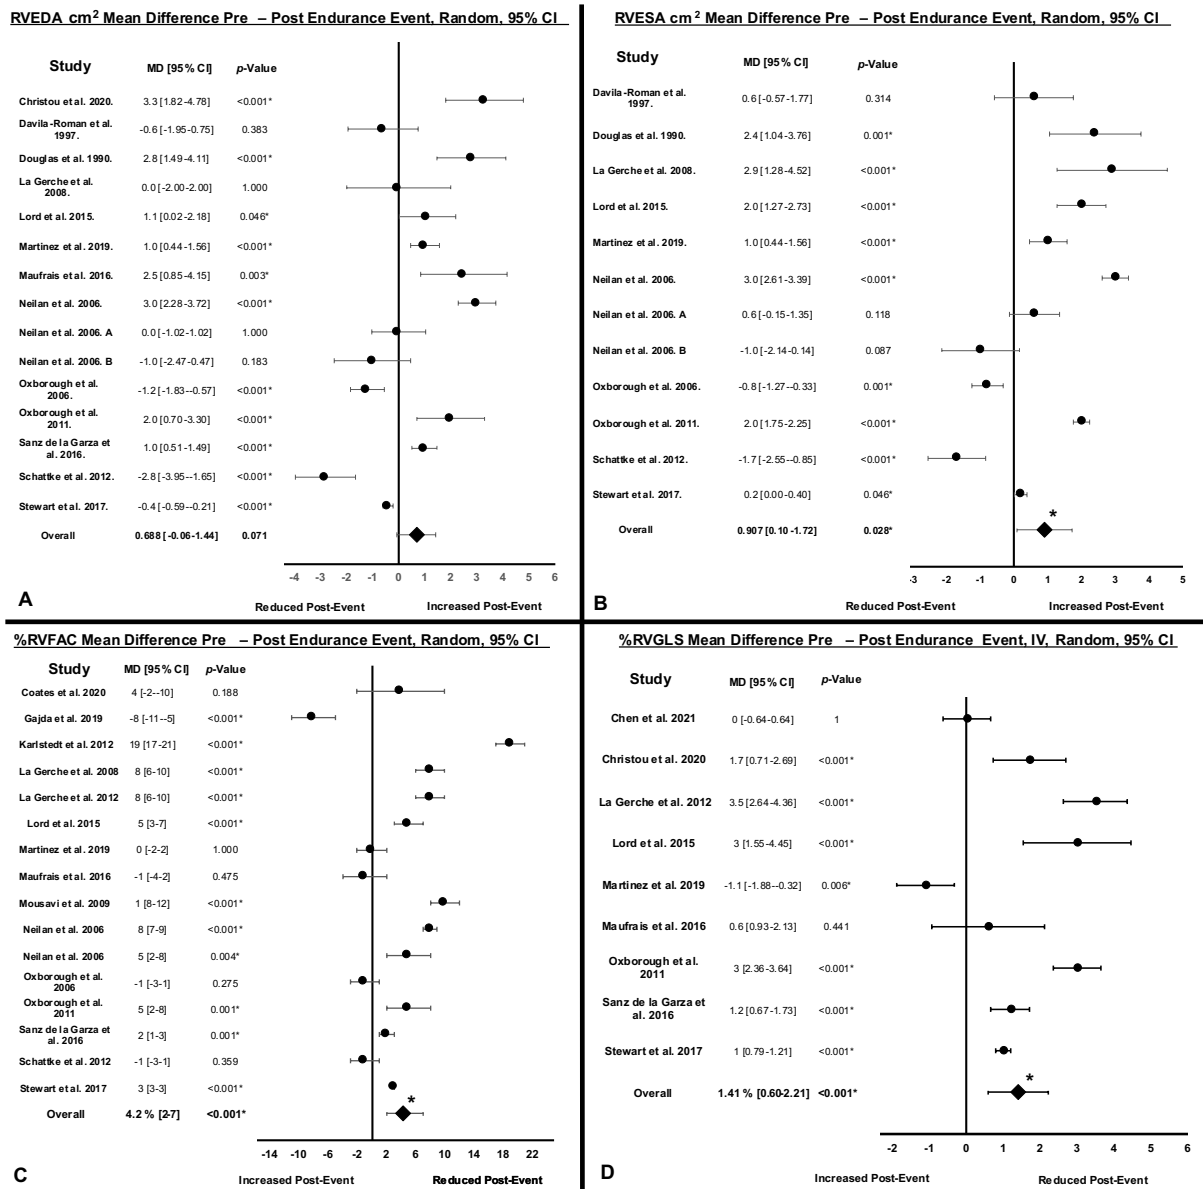 RVEDA cm² Mean Difference Pre – Post Endurance Event, Random, 95% CI
Study MD [95% CI] p-Value
Christou et al. 2020. 3.3 [1.82-4.78] <0.001*
Davila-Roman et al.
1997. -0.6 [-1.95-0.75] 0.383
Douglas et al. 1990. 2.8 [1.49-4.11] <0.001*
La Gerche et al.
2008. 0.0 [-2.00-2.00] 1.000
Lord et al. 2015. 1.1 [0.02-2.18] 0.046*
Martinez et al. 2019. 1.0 [0.44-1.56] <0.001*
Maufrais et al. 2016. 2.5 [0.85-4.15] 0.003*
Neilan et al. 2006. 3.0 [2.28-3.72] <0.001*
Neilan et al. 2006. A 0.0 [-1.02-1.02] 1.000
Neilan et al. 2006. B -1.0 [-2.47-0.47] 0.183
Oxborough et al.
2006. -1.2 [-1.83--0.57] <0.001*
Oxborough et al.
2011. 2.0 [0.70-3.30] <0.001*
Sanz de la Garza et
al. 2016. 1.0 [0.51-1.49] <0.001*
Schattke et al. 2012. -2.8 [-3.95--1.65] <0.001*
Stewart et al. 2017. -0.4 [-0.59--0.21] <0.001*
Overall 0.688 [-0.06-1.44] 0.071
-4 -3 -2 -1 0 1 2 3 4 5 6
A
Reduced Post-Event Increased Post-Event
RVESA cm² Mean Difference Pre – Post Endurance Event, Random, 95% CI
Study MD [95% CI] p-Value
Davila-Roman et al.
1997. 0.6 [-0.57-1.77] 0.314
Douglas et al. 1990. 2.4 [1.04-3.76] 0.001*
La Gerche et al. 2008. 2.9 [1.28-4.52] <0.001*
Lord et al. 2015. 2.0 [1.27-2.73] <0.001*
Martinez et al. 2019. 1.0 [0.44-1.56] <0.001*
Neilan et al. 2006. 3.0 [2.61-3.39] <0.001*
Neilan et al. 2006. A 0.6 [-0.15-1.35] 0.118
Neilan et al. 2006. B -1.0 [-2.14-0.14] 0.087
Oxborough et al. 2006. -0.8 [-1.27--0.33] 0.001*
Oxborough et al. 2011. 2.0 [1.75-2.25] <0.001*
Schattke et al. 2012. -1.7 [-2.55--0.85] <0.001*
Stewart et al. 2017. 0.2 [0.00-0.40] 0.046*
*
Overall 0.907 [0.10-1.72] 0.028*
-3 -2 -1 0 1 2 3 4 5
B
Reduced Post-Event Increased Post-Event
%RVFAC Mean Difference Pre – Post Endurance Event, Random, 95% CI
Study MD [95% CI] p-Value
Coates et al. 2020 4 [-2--10] 0.188
Gajda et al. 2019 -8 [-11--5] <0.001*
Karlstedt et al. 2012 19 [17-21] <0.001*
La Gerche et al. 2008 8 [6-10] <0.001*
La Gerche et al. 2012 8 [6-10] <0.001*
Lord et al. 2015 5 [3-7] <0.001*
Martinez et al. 2019 0 [-2-2] 1.000
Maufrais et al. 2016 -1 [-4-2] 0.475
Mousavi et al. 2009 1 [8-12] <0.001*
Neilan et al. 2006 8 [7-9] <0.001*
Neilan et al. 2006 5 [2-8] 0.004*
Oxborough et al.
2006 -1 [-3-1] 0.275
Oxborough et al.
2011 5 [2-8] 0.001*
Sanz de la Garza et
al. 2016 2 [1-3] 0.001*
Schattke et al. 2012 -1 [-3-1] 0.359
Stewart et al. 2017 3 [3-3] <0.001*
*
Overall 4.2 % [2-7] <0.001*
-14 -10 -6 -2 2 6 10 14 18 22
C
Increased Post-Event Reduced Post-Event
%RVGLS Mean Difference Pre – Post Endurance Event, IV, Random, 95% CI
Study MD [95% CI] p-Value
Chen et al. 2021 0 [-0.64-0.64] 1
Christou et al. 2020 1.7 [0.71-2.69] <0.001*
La Gerche et al. 2012 3.5 [2.64-4.36] <0.001*
Lord et al. 2015 3 [1.55-4.45] <0.001*
Martinez et al. 2019 -1.1 [-1.88--0.32] 0.006*
Maufrais et al. 2016 0.6 [0.93-2.13] 0.441
Oxborough et al.
2011 3 [2.36-3.64] <0.001*
Sanz de la Garza et
al. 2016 1.2 [0.67-1.73] <0.001*
Stewart et al. 2017 1 [0.79-1.21] <0.001*
*
Overall 1.41 % [0.60-2.21] <0.001*
-2 -1 0 1 2 3 4 5 6
D
Increased Post-Event Reduced Post-Event